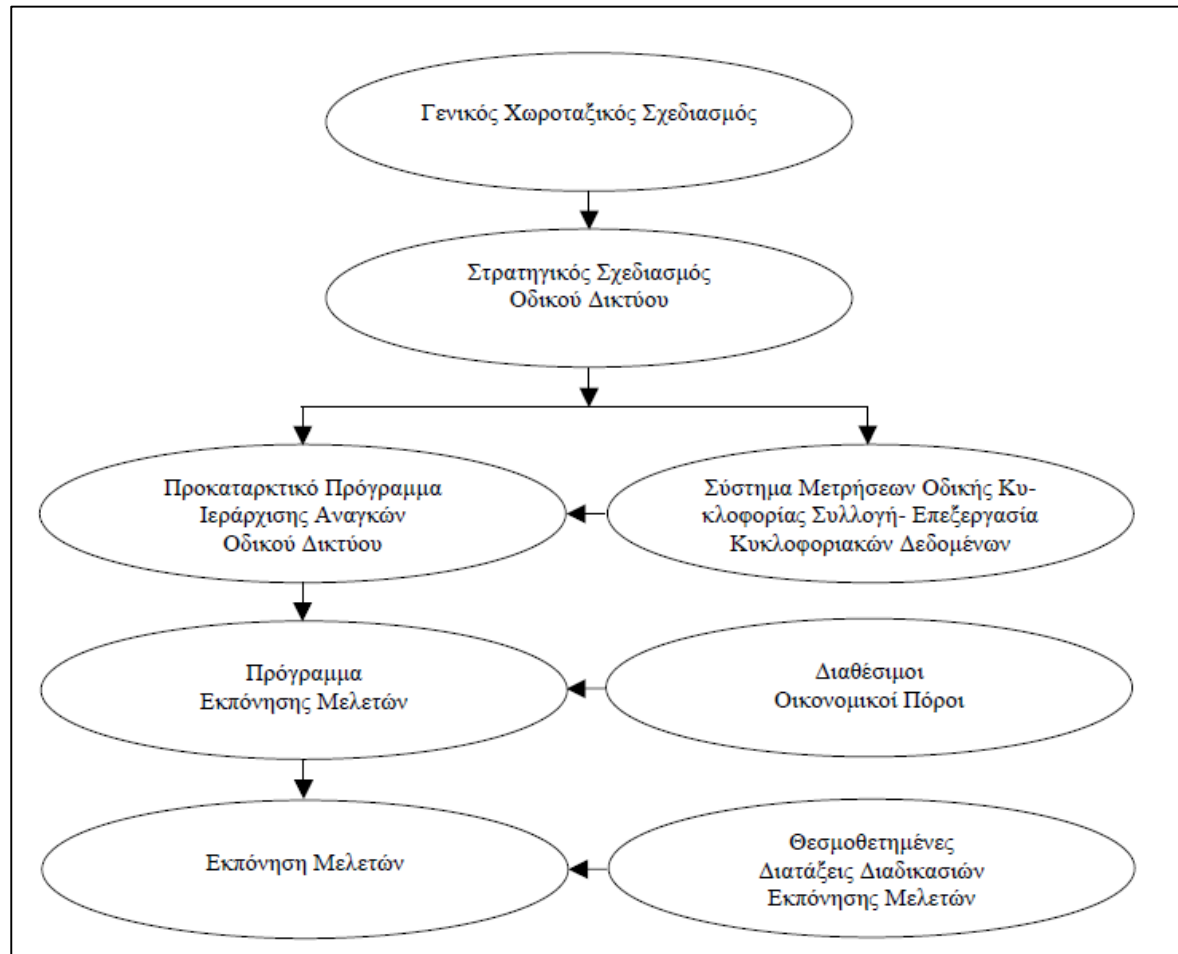 Γενικός Χωροταξικός Σχεδιασμός
Στρατηγικός Σχεδιασμός
Οδικού Δικτύου
Προκαταρκτικό Πρόγραμμα
Ιεράρχισης Αναγκών
Οδικού Δικτύου
Σύστημα Μετρήσεων Οδικής Κυ-
κλοφορίας Συλλογή- Επεξεργασία
Κυκλοφοριακών Δεδομένων
Πρόγραμμα
Εκπόνησης Μελετών
Διαθέσιμοι
Οικονομικοί Πόροι
Εκπόνηση Μελετών
Θεσμοθετημένες
Διατάξεις Διαδικασιών
Εκπόνησης Μελετών